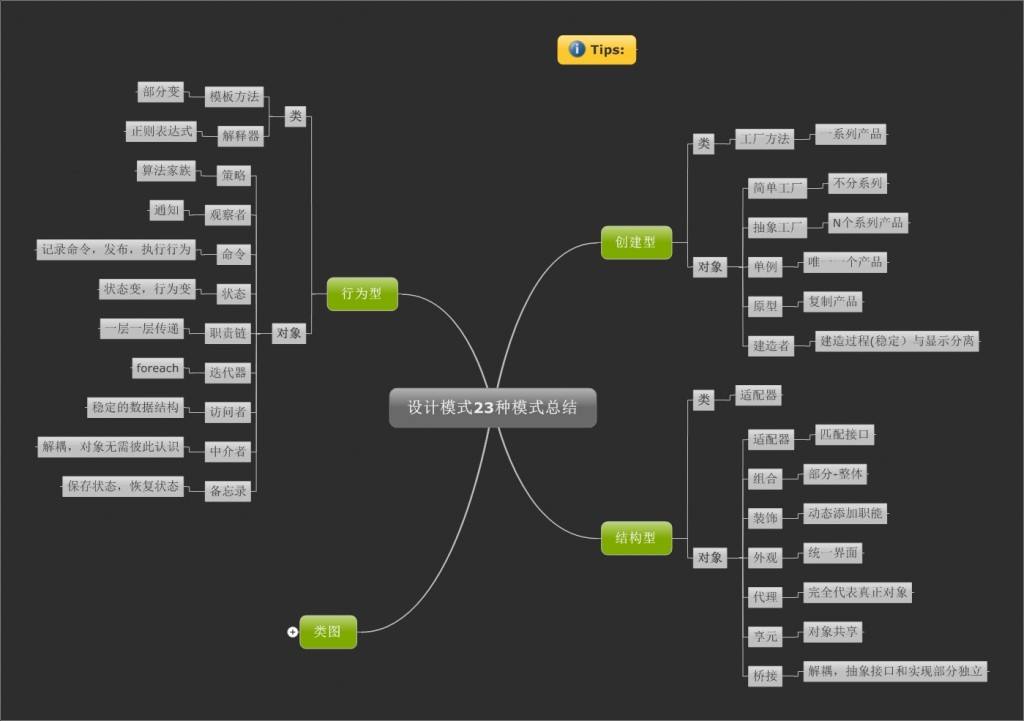 Tips:
设计模式23种模式总结
创建型
类
工厂方法
一系列产品
对象
简单工厂
不分系列
抽象工厂
N个系列产品
单例
唯一一个产品
原型
复制产品
建造者
建造过程(稳定）与显示分离
结构型
类
适配器
对象
适配器
匹配接口
组合
部分-整体
装饰
动态添加职能
外观
统一界面
代理
完全代表真正对象
享元
对象共享
桥接
解耦，抽象接口和实现部分独立
行为型
类
模板方法
部分变
解释器
正则表达式
对象
策略
算法家族
观察者
通知
命令
记录命令，发布，执行行为
状态
状态变，行为变
职责链
一层一层传递
迭代器
foreach
访问者
稳定的数据结构
中介者
解耦，对象无需彼此认识
备忘录
保存状态，恢复状态
类图